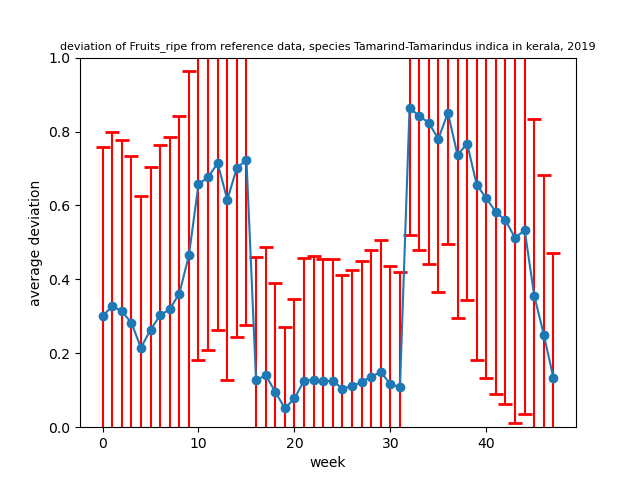 deviation of Fruits_ripe from reference data, species Tamarind-Tamarindus indica in kerala, 2019
1.0
0.8
0.6
0.4
0.2
0.0
average deviation
0 10 20 30 40
week